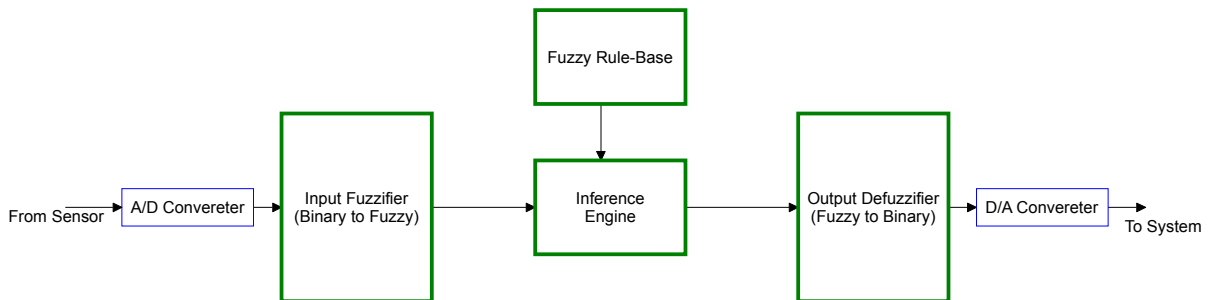 Fuzzy Rule-Base
From Sensor
A/D Convereter
Input Fuzzifier
(Binary to Fuzzy)
Inference
Engine
Output Defuzzifier
(Fuzzy to Binary)
D/A Convereter
To System